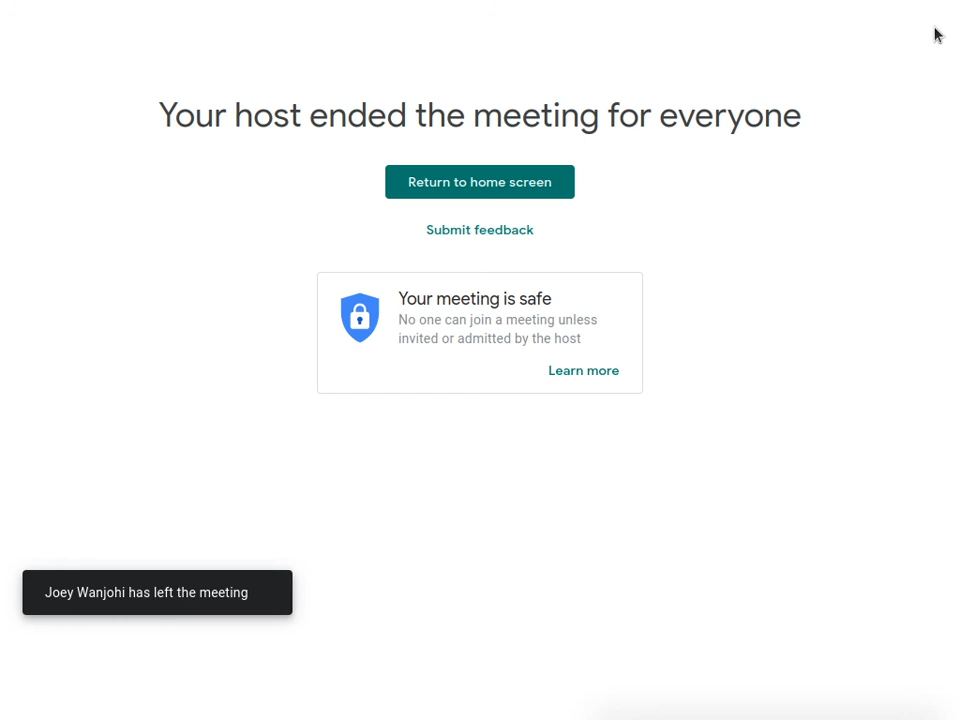 Your host ended the meeting for everyone
Return to home screen
Submit feedback
Your meeting is safe
No one can join a meeting unless
invited or admitted by the host
Learn more
Joey Wanjohi has left the meeting